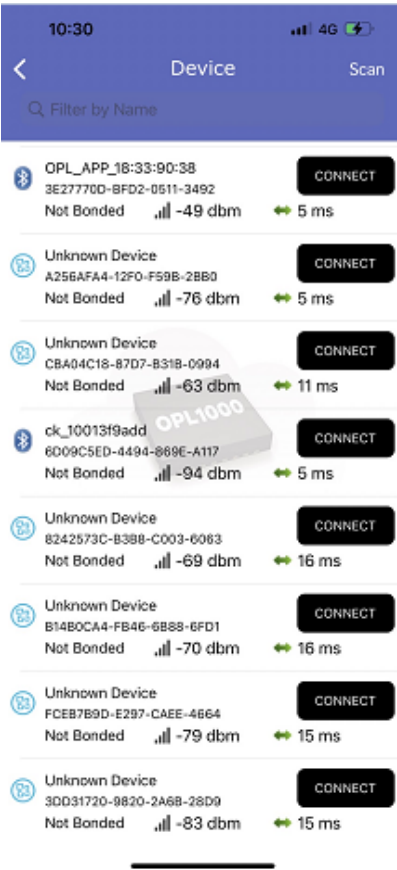 10:30 4G
Device Scan
Filter by Name
OPL_APP_18:33:90:38
3E27770D-BFD2-0511-3492
CONNECT
Not Bonded -49 dbm 5 ms
Unknown Device
A256AFA4-12F0-F59B-2BB0
CONNECT
Not Bonded -76 dbm 5 ms
Unknown Device
CBA04C18-87D7-B31B-0994
CONNECT
Not Bonded -63 dbm 11 ms
OPL1000
ck_10013f9add
6D09C5ED-4494-869E-A117
CONNECT
Not Bonded -94 dbm 5 ms
Unknown Device
8242573C-B3B8-C003-6063
CONNECT
Not Bonded -69 dbm 16 ms
Unknown Device
B14B0CA4-FB46-6B88-6FD1
CONNECT
Not Bonded -70 dbm 16 ms
Unknown Device
FCEB7B9D-E297-CAEE-4664
CONNECT
Not Bonded -79 dbm 15 ms
Unknown Device
3DD31720-9820-2A6B-28D9
CONNECT
Not Bonded -83 dbm 15 ms